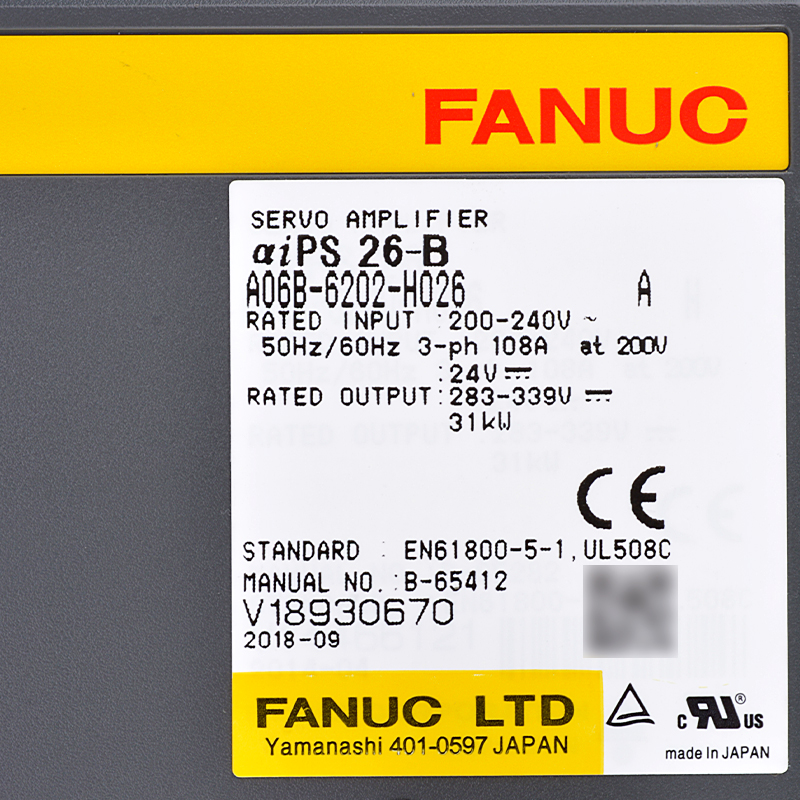 FANUC
SERVO AMPLIFIER
αiPS 26-B
A06B-6202-H026 A
RATED INPUT :200-240V ~
50Hz/60Hz 3-ph 108A at 200V
:24V ⎓
RATED OUTPUT:283-339V ⎓
31kW
CE
STANDARD : EN61800-5-1,UL508C
MANUAL NO.:B-65412
V18930670
2018-09
FANUC LTD
Yamanashi 401-0597 JAPAN
c RU ® US
made In JAPAN